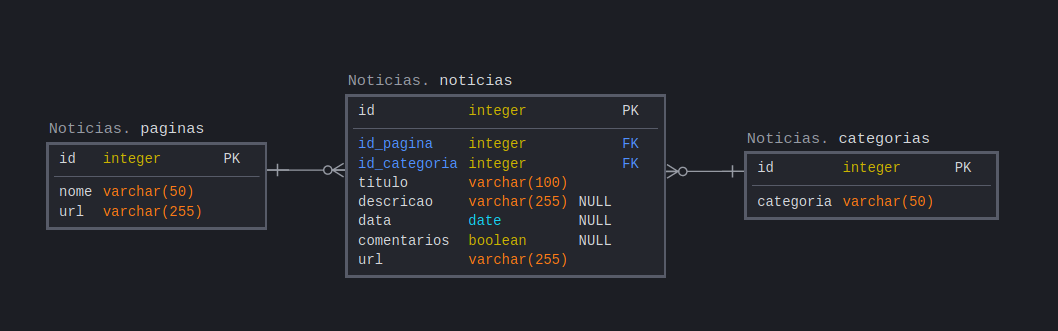 Noticias. paginas
id integer PK
nome varchar(50)
url varchar(255)
Noticias. noticias
id integer PK
id_pagina integer FK
id_categoria integer FK
titulo varchar(100)
descricao varchar(255) NULL
data date NULL
comentarios boolean NULL
url varchar(255)
Noticias. categorias
id integer PK
categoria varchar(50)